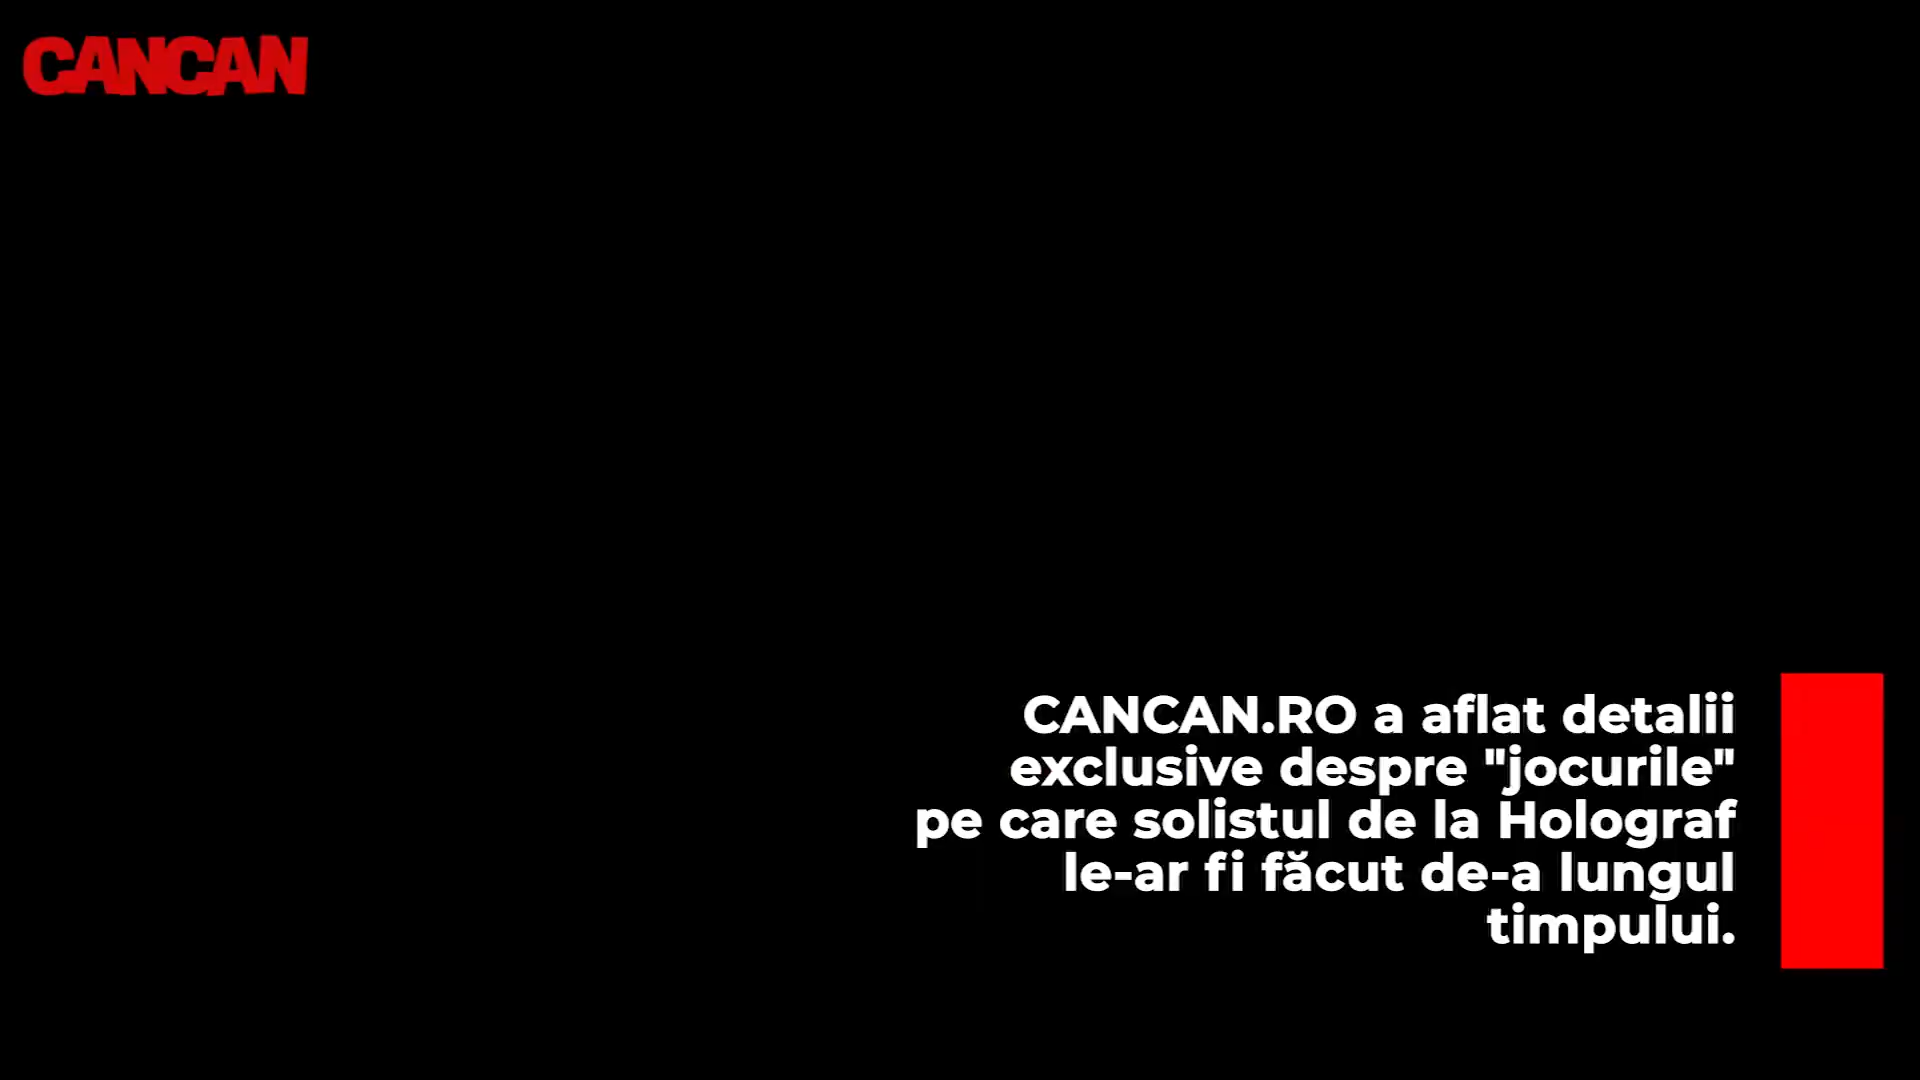 CANCAN
CANCAN.RO a aflat detalii
exclusive despre "jocurile"
pe care solistul de la Holograf
le-ar fi făcut de-a lungul
timpului.